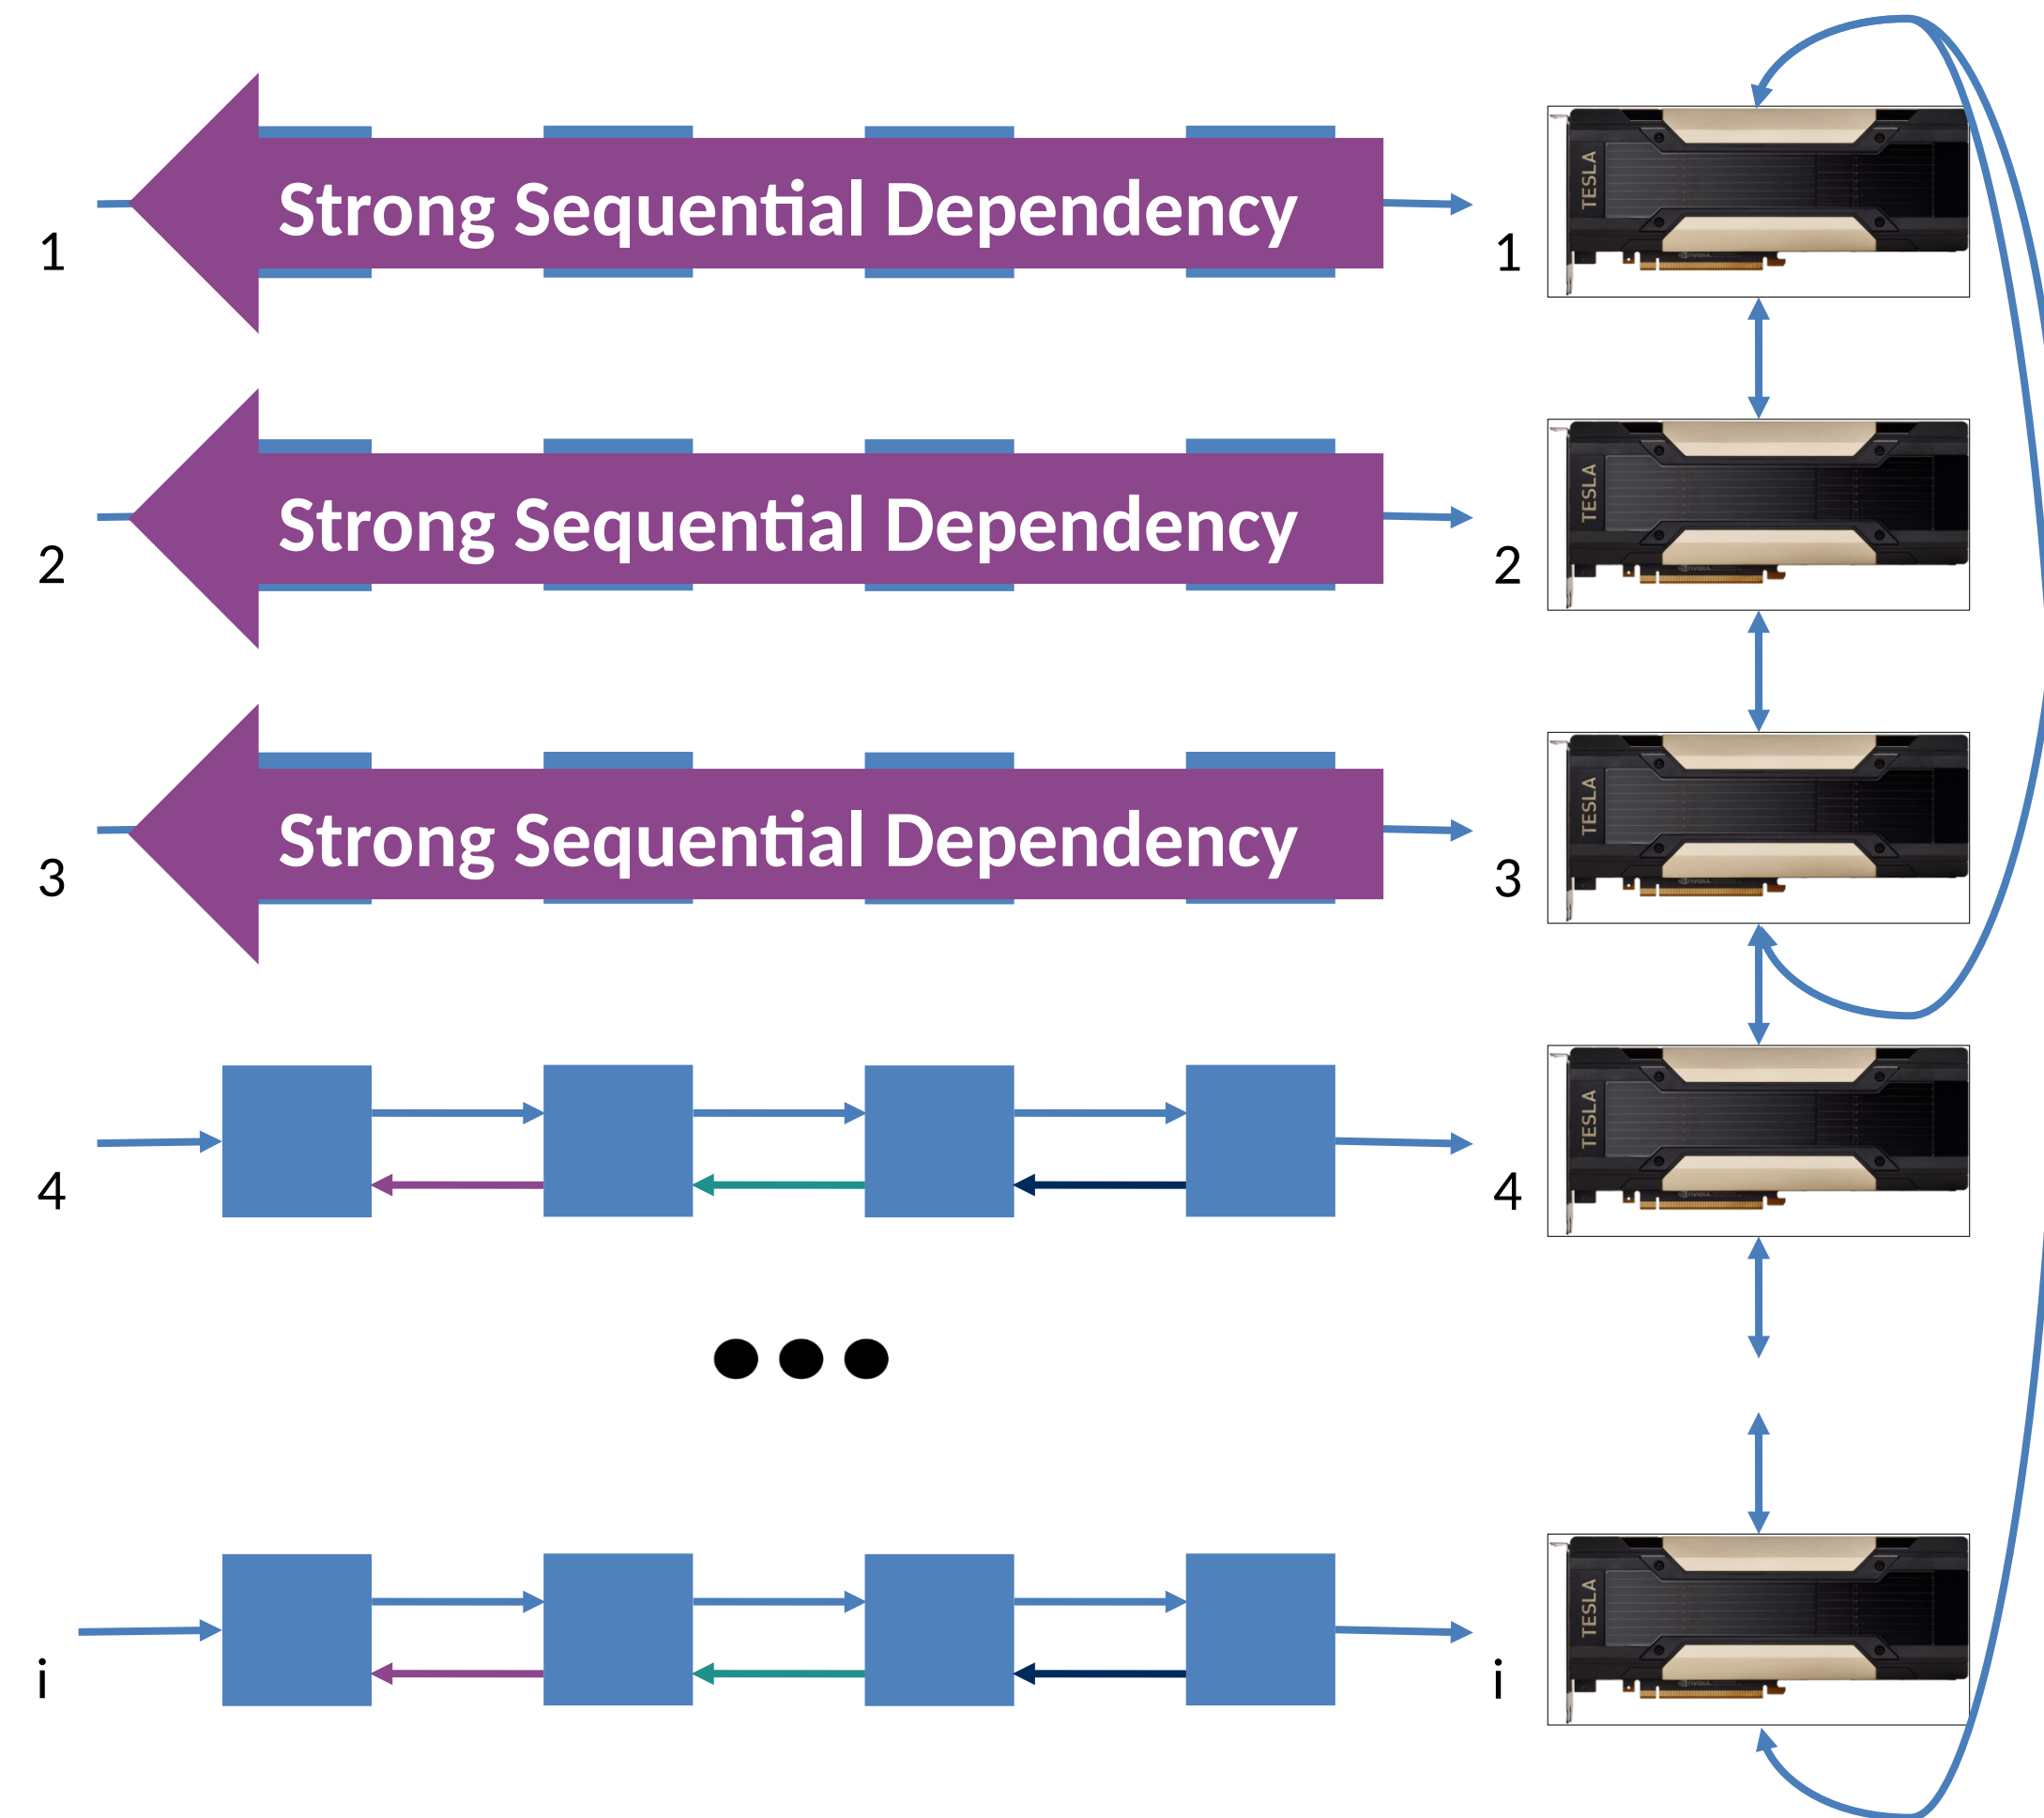 Strong Sequential Dependency
1
1
TESLA
Strong Sequential Dependency
2
2
TESLA
Strong Sequential Dependency
3
3
TESLA
4
4
TESLA
i
i
TESLA